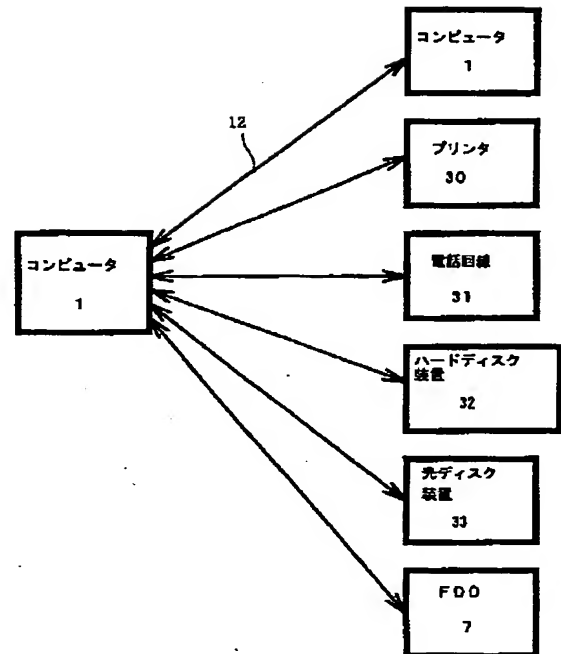 コンピュータ
1
12
プリンタ
30
コンピュータ
1
電話回線
31
ハードディスク
装置
32
光ディスク
装置
33
FDD
7